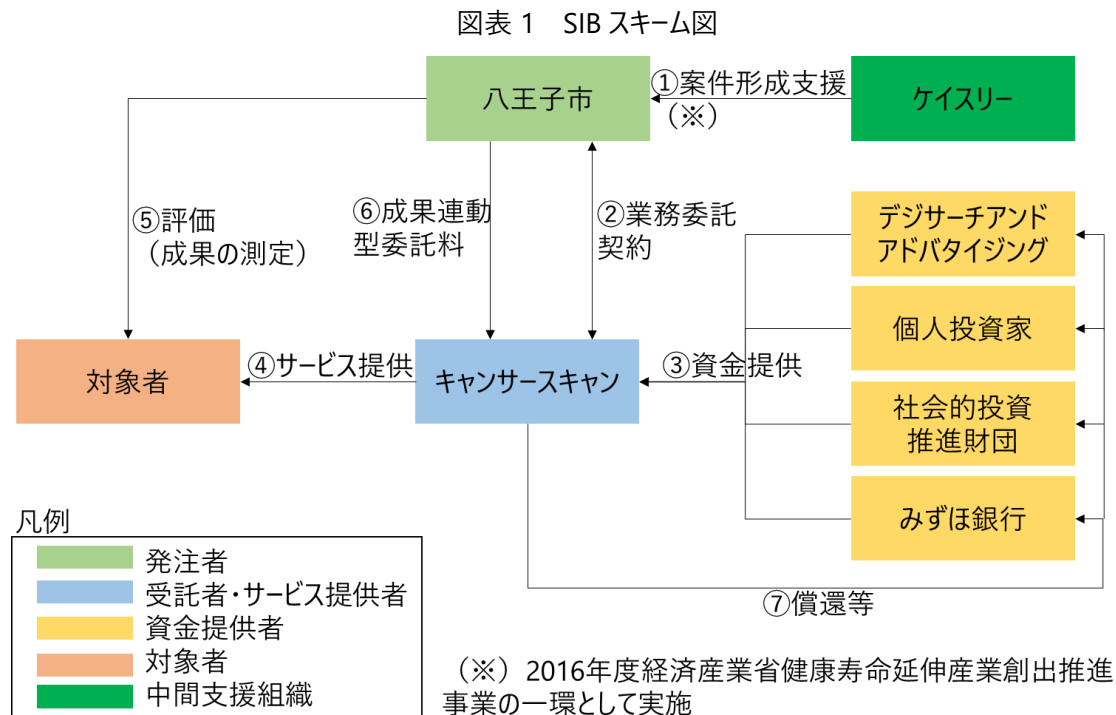 図表 1 SIB スキーム図
八王子市
①案件形成支援
（※）
ケイスリー
⑤評価
（成果の測定）
⑥成果連動
型委託料
②業務委託
契約
デジサーチアンド
アドバタイジング
個人投資家
対象者
④サービス提供
キャンサースキャン
③資金提供
社会的投資
推進財団
みずほ銀行
⑦償還等
凡例
発注者
受託者・サービス提供者
資金提供者
対象者
中間支援組織
（※）2016年度経済産業省健康寿命延伸産業創出推進
事業の一環として実施